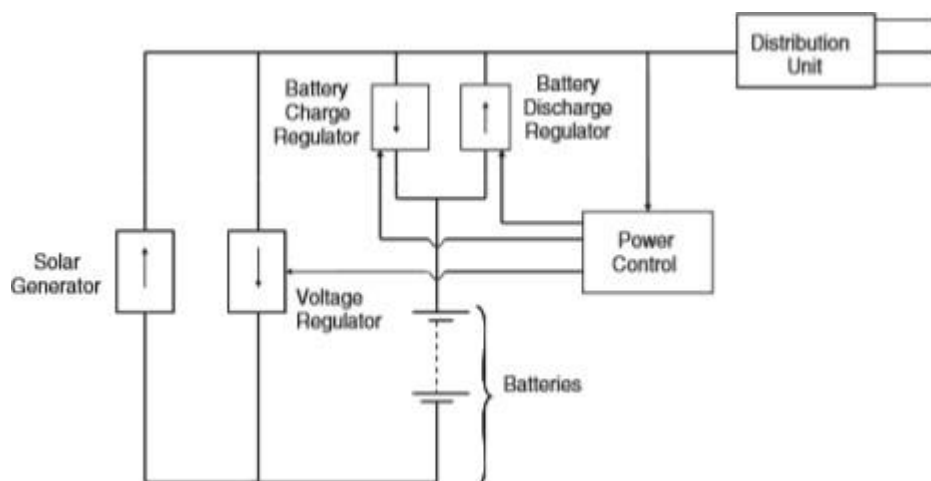 Distribution
Unit
Battery
Charge
Regulator
Battery
Discharge
Regulator
Power
Control
Solar
Generator
Voltage
Regulator
Batteries